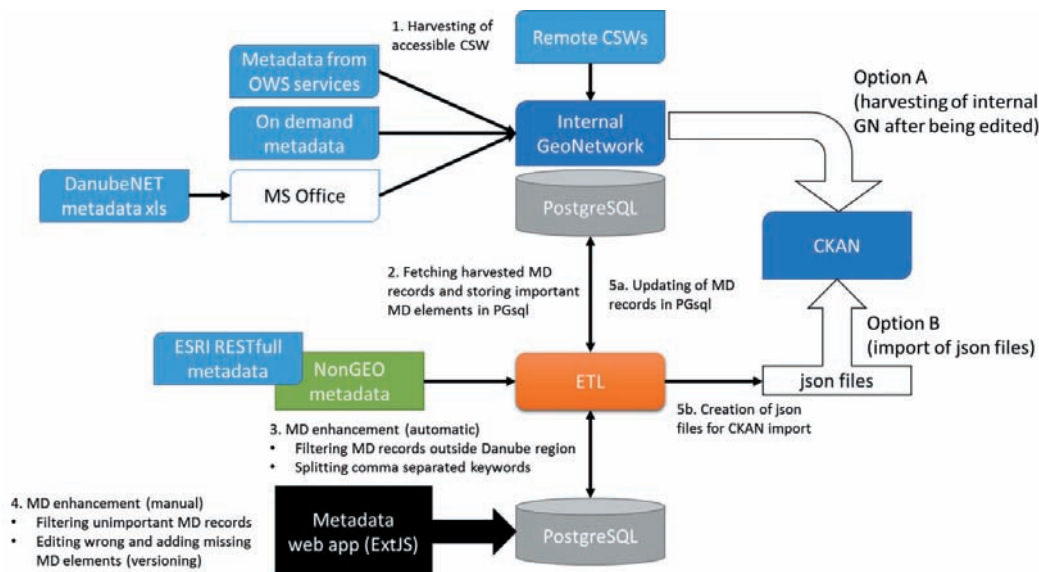 1. Harvesting of
accessible CSW
Remote CSWs
Metadata from
OWS services
On demand
metadata
DanubeNET
metadata xls
MS Office
Internal
GeoNetwork
PostgreSQL
Option A
(harvesting of internal
GN after being edited)
CKAN
2. Fetching harvested MD
records and storing important
MD elements in PGsql
5a. Updating of MD
records in PGsql
Option B
(import of json files)
json files
ESRI RESTfull
metadata
NonGEO
metadata
ETL
5b. Creation of json
files for CKAN import
3. MD enhancement (automatic)
• Filtering MD records outside Danube region
• Splitting comma separated keywords
4. MD enhancement (manual)
• Filtering unimportant MD records
• Editing wrong and adding missing
MD elements (versioning)
Metadata
web app (ExtJS)
PostgreSQL